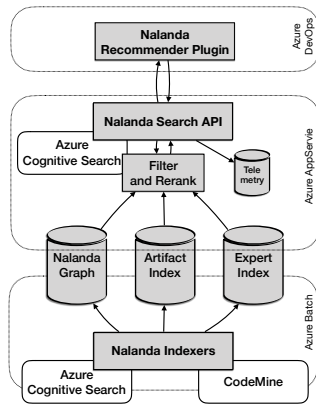 Nalanda
Recommender Plugin
Azure
DevOps
Nalanda Search API
Azure
Cognitive Search
Filter
and Rerank
Tele
metry
Azure AppServie
Nalanda
Graph
Artifact
Index
Expert
Index
Nalanda Indexers
Azure
Cognitive Search
CodeMine
Azure Batch